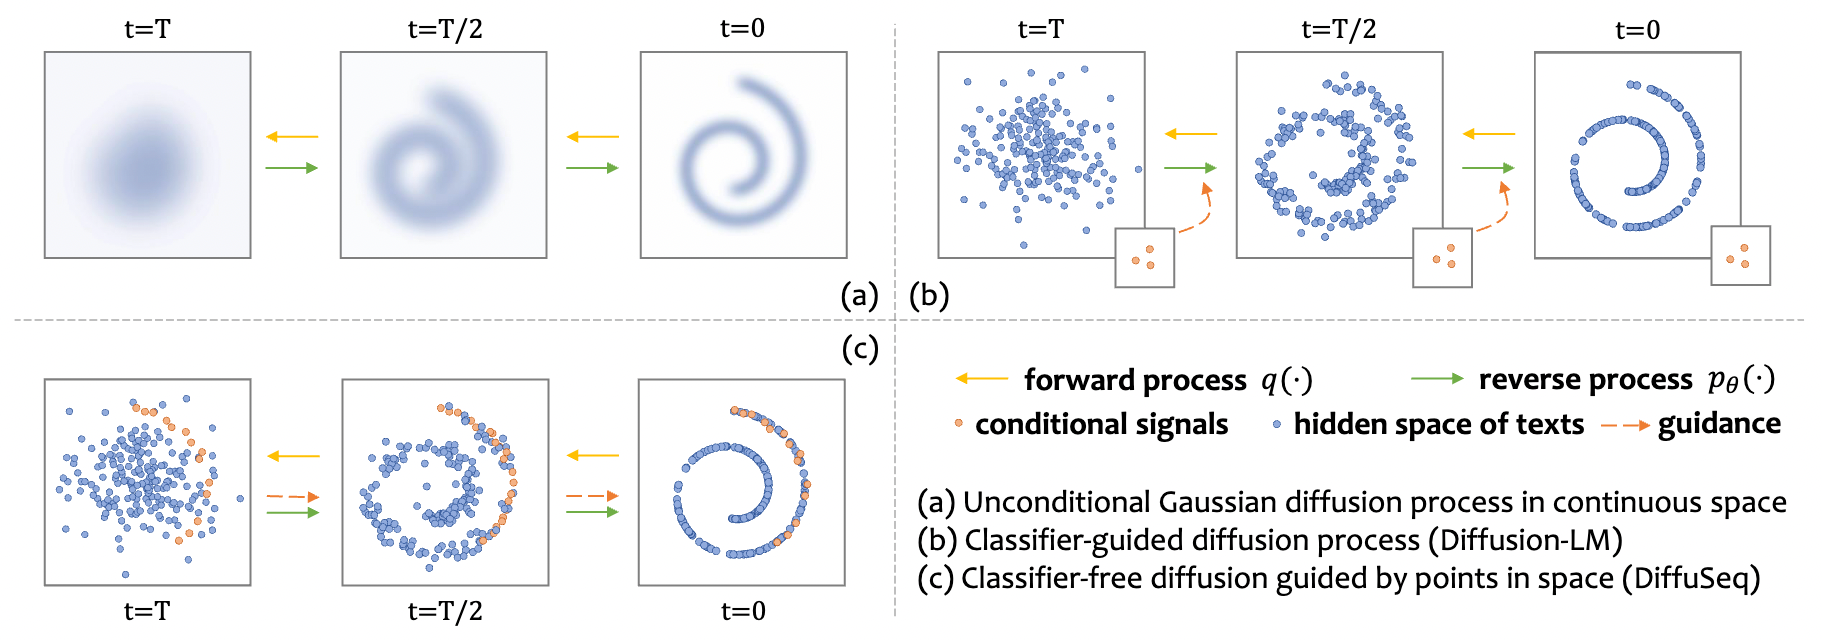 t=T
t=T/2
t=0
(a)
t=T
t=T/2
t=0
(b)
(c)
t=T
t=T/2
t=0
forward process q(·)
reverse process pθ(·)
conditional signals
hidden space of texts
guidance
(a) Unconditional Gaussian diffusion process in continuous space
(b) Classifier-guided diffusion process (Diffusion-LM)
(c) Classifier-free diffusion guided by points in space (DiffuSeq)